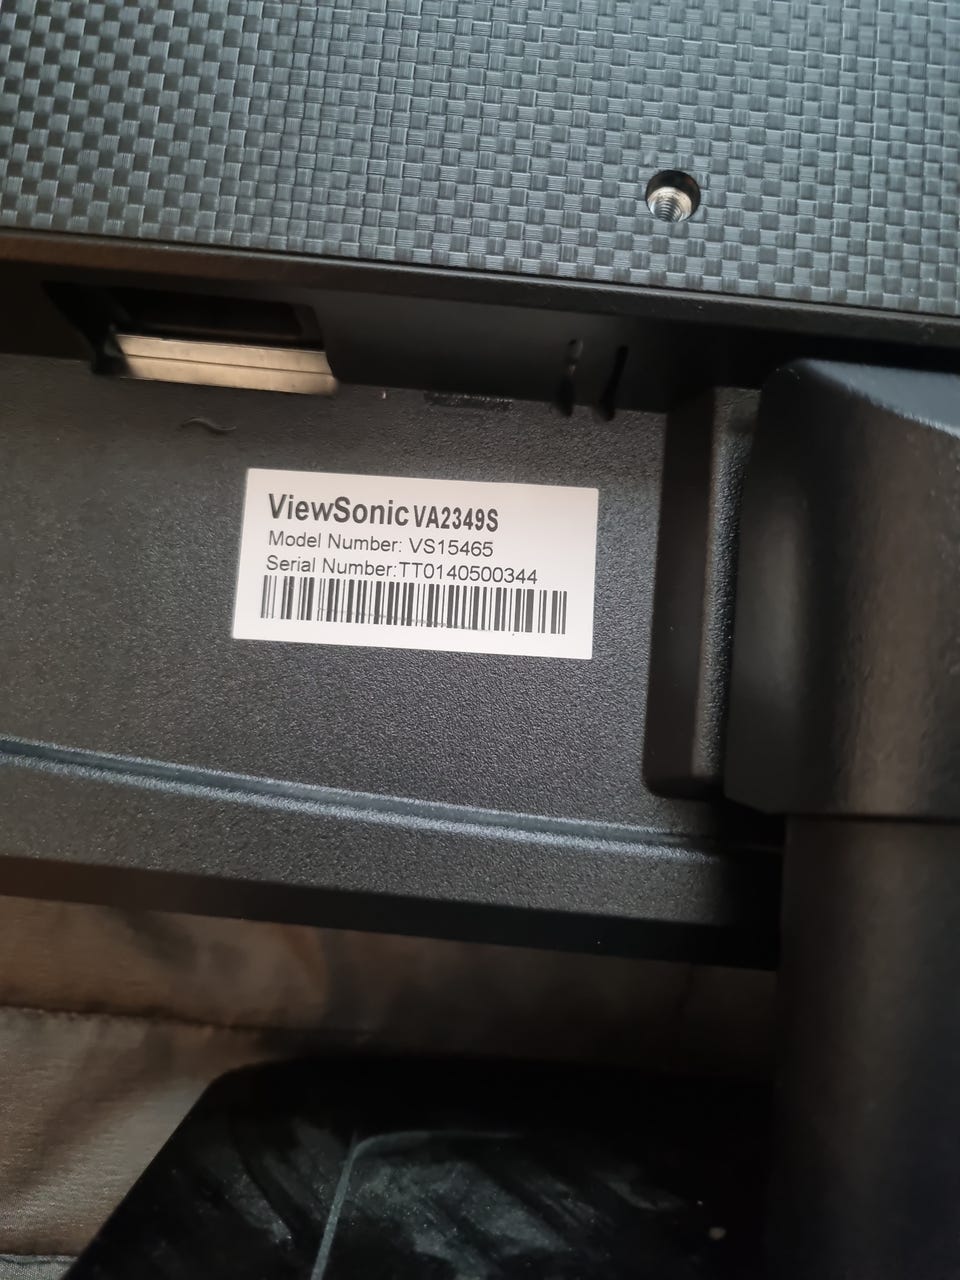 ViewSonic VA2349S
Model Number: VS15465
Serial Number:TT0140500344